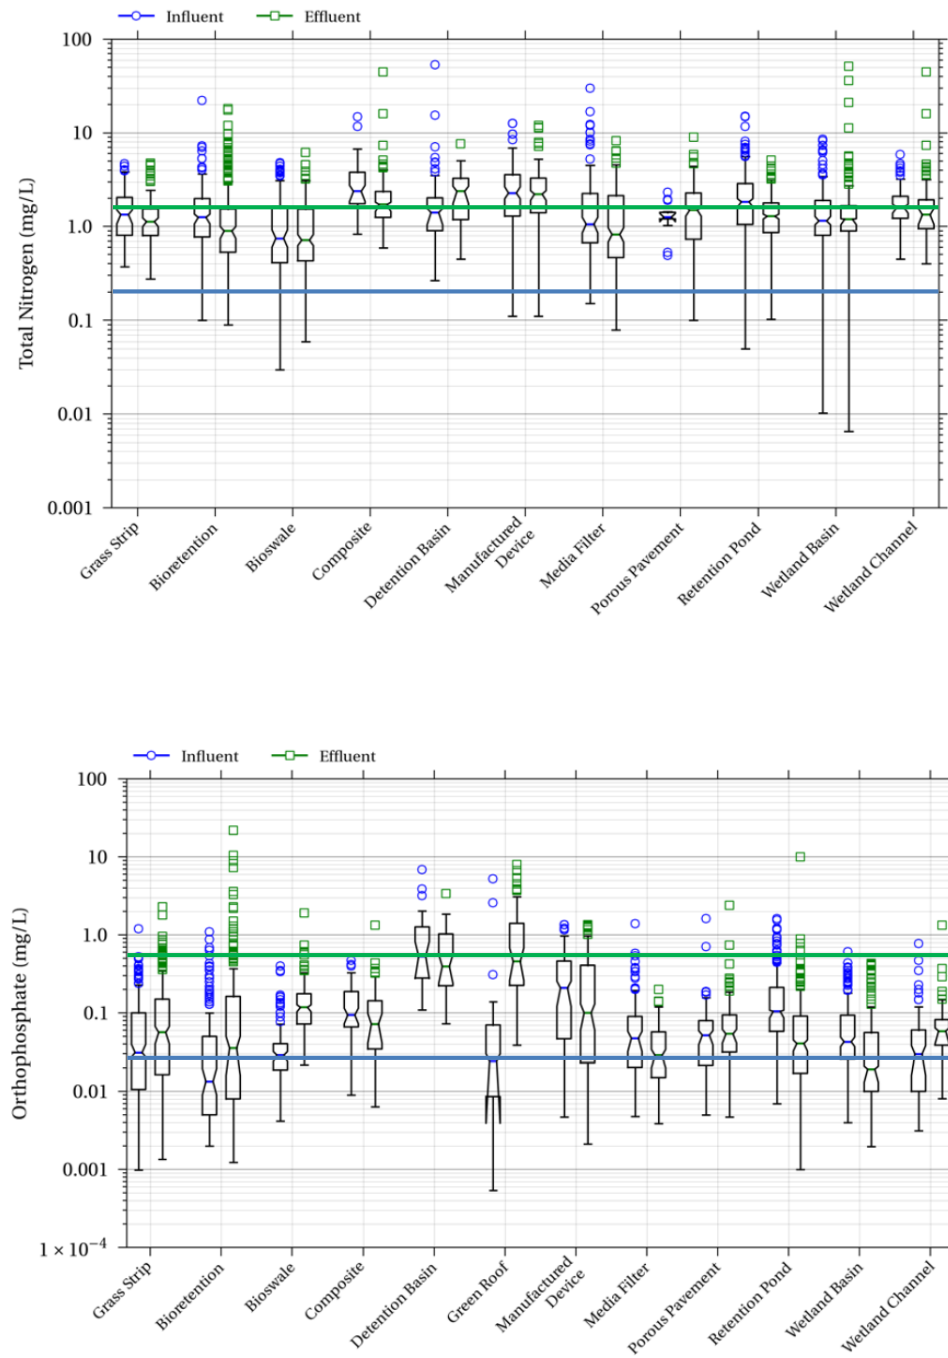 Influent Effluent
Total Nitrogen (mg/L)
100
10
1.0
0.1
0.01
0.001
Grass Strip
Bioretention
Bioswale
Composite
Detention Basin
Manufactured
Device
Media Filter
Porous Pavement
Retention Pond
Wetland Basin
Wetland Channel
Influent Effluent
Orthophosphate (mg/L)
100
10
1.0
0.1
0.01
0.001
1 × 10⁻⁴
Grass Strip
Bioretention
Bioswale
Composite
Detention Basin
Green Roof
Manufactured
Device
Media Filter
Porous Pavement
Retention Pond
Wetland Basin
Wetland Channel